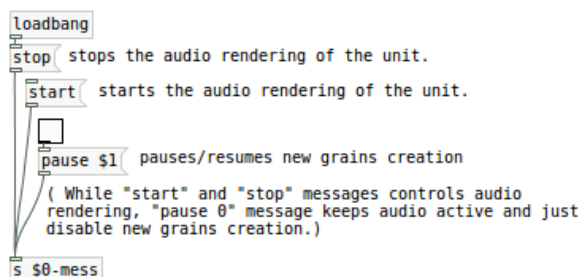 loadbang
stop stops the audio rendering of the unit.
start starts the audio rendering of the unit.
pause $1 pauses/resumes new grains creation
( While "start" and "stop" messages controls audio
rendering, "pause 0" message keeps audio active and just
disable new grains creation.)
s $0-mess